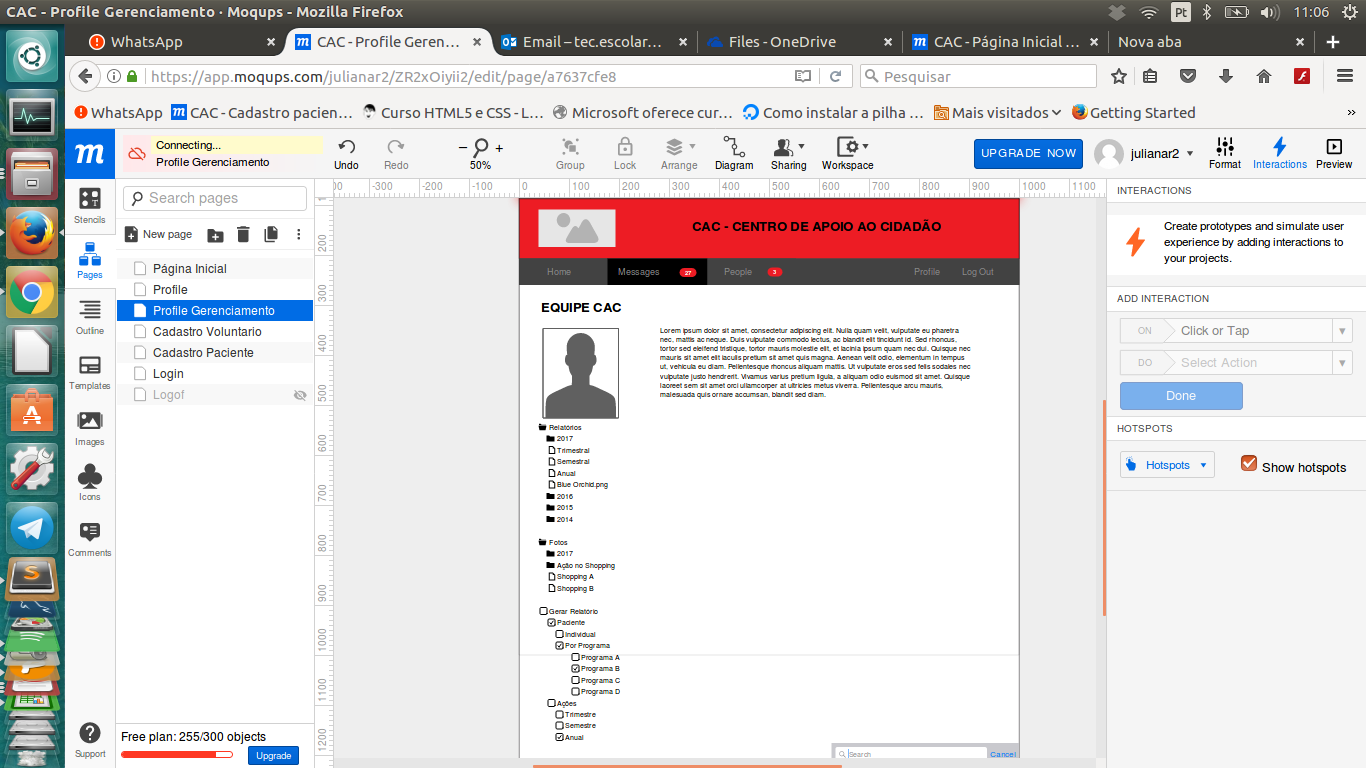 CAC - Profile Gerenciamento · Moqups - Mozilla Firefox
Pt
11:06
WhatsApp
CAC - Profile Geren...
Email – tec.escolar...
Files - OneDrive
CAC - Página Inicial ...
Nova aba
https://app.moqups.com/julianar2/ZR2xOiyii2/edit/page/a7637cfe8
Pesquisar
WhatsApp
CAC - Cadastro pacien...
Curso HTML5 e CSS - L...
Microsoft oferece cur...
Como instalar a pilha ...
Mais visitados
Getting Started
m
Connecting...
Profile Gerenciamento
Undo
Redo
50%
Group
Lock
Arrange
Diagram
Sharing
Workspace
UPGRADE NOW
julianar2
Format
Interactions
Preview
Stencils
Pages
Outline
Templates
Images
Icons
Comments
Support
Search pages
New page
Página Inicial
Profile
Profile Gerenciamento
Cadastro Voluntario
Cadastro Paciente
Login
Logof
Free plan: 255/300 objects
Upgrade
00 -300 -200 -100 0 100 200 300 400 500 600 700 800 900 1000 1100
200
300
400
500
600
700
800
900
1000
1100
1200
CAC - CENTRO DE APOIO AO CIDADÃO
Home
Messages
27
People
3
Profile
Log Out
EQUIPE CAC
Lorem ipsum dolor sit amet, consectetur adipiscing elit. Nulla quam velit, vulputate eu pharetra
nec, mattis ac neque. Duis vulputate commodo lectus, ac blandit elit tincidunt id. Sed rhoncus,
tortor sed eleifend tristique, tortor mauris molestie elit, et lacinia ipsum quam nec dui. Quisque nec
mauris sit amet elit iaculis pretium sit amet quis magna. Aenean velit odio, elementum in tempus
ut, vehicula eu diam. Pellentesque rhoncus aliquam mattis. Ut vulputate eros sed felis sodales nec
vulputate justo hendrerit. Vivamus varius pretium ligula, a aliquam odio euismod sit amet. Quisque
laoreet sem sit amet orci ullamcorper at ultricies metus viverra. Pellentesque arcu mauris,
malesuada quis ornare accumsan, blandit sed diam.
Relatórios
2017
Trimestral
Semestral
Anual
Blue Orchid.png
2016
2015
2014
Fotos
2017
Ação no Shopping
Shopping A
Shopping B
Gerar Relatório
Paciente
Individual
Por Programa
Programa A
Programa B
Programa C
Programa D
Ações
Trimestre
Semestre
Anual
Search
Cancel
INTERACTIONS
Create prototypes and simulate user
experience by adding interactions to
your projects.
ADD INTERACTION
ON
Click or Tap
DO
Select Action
Done
HOTSPOTS
Hotspots
Show hotspots